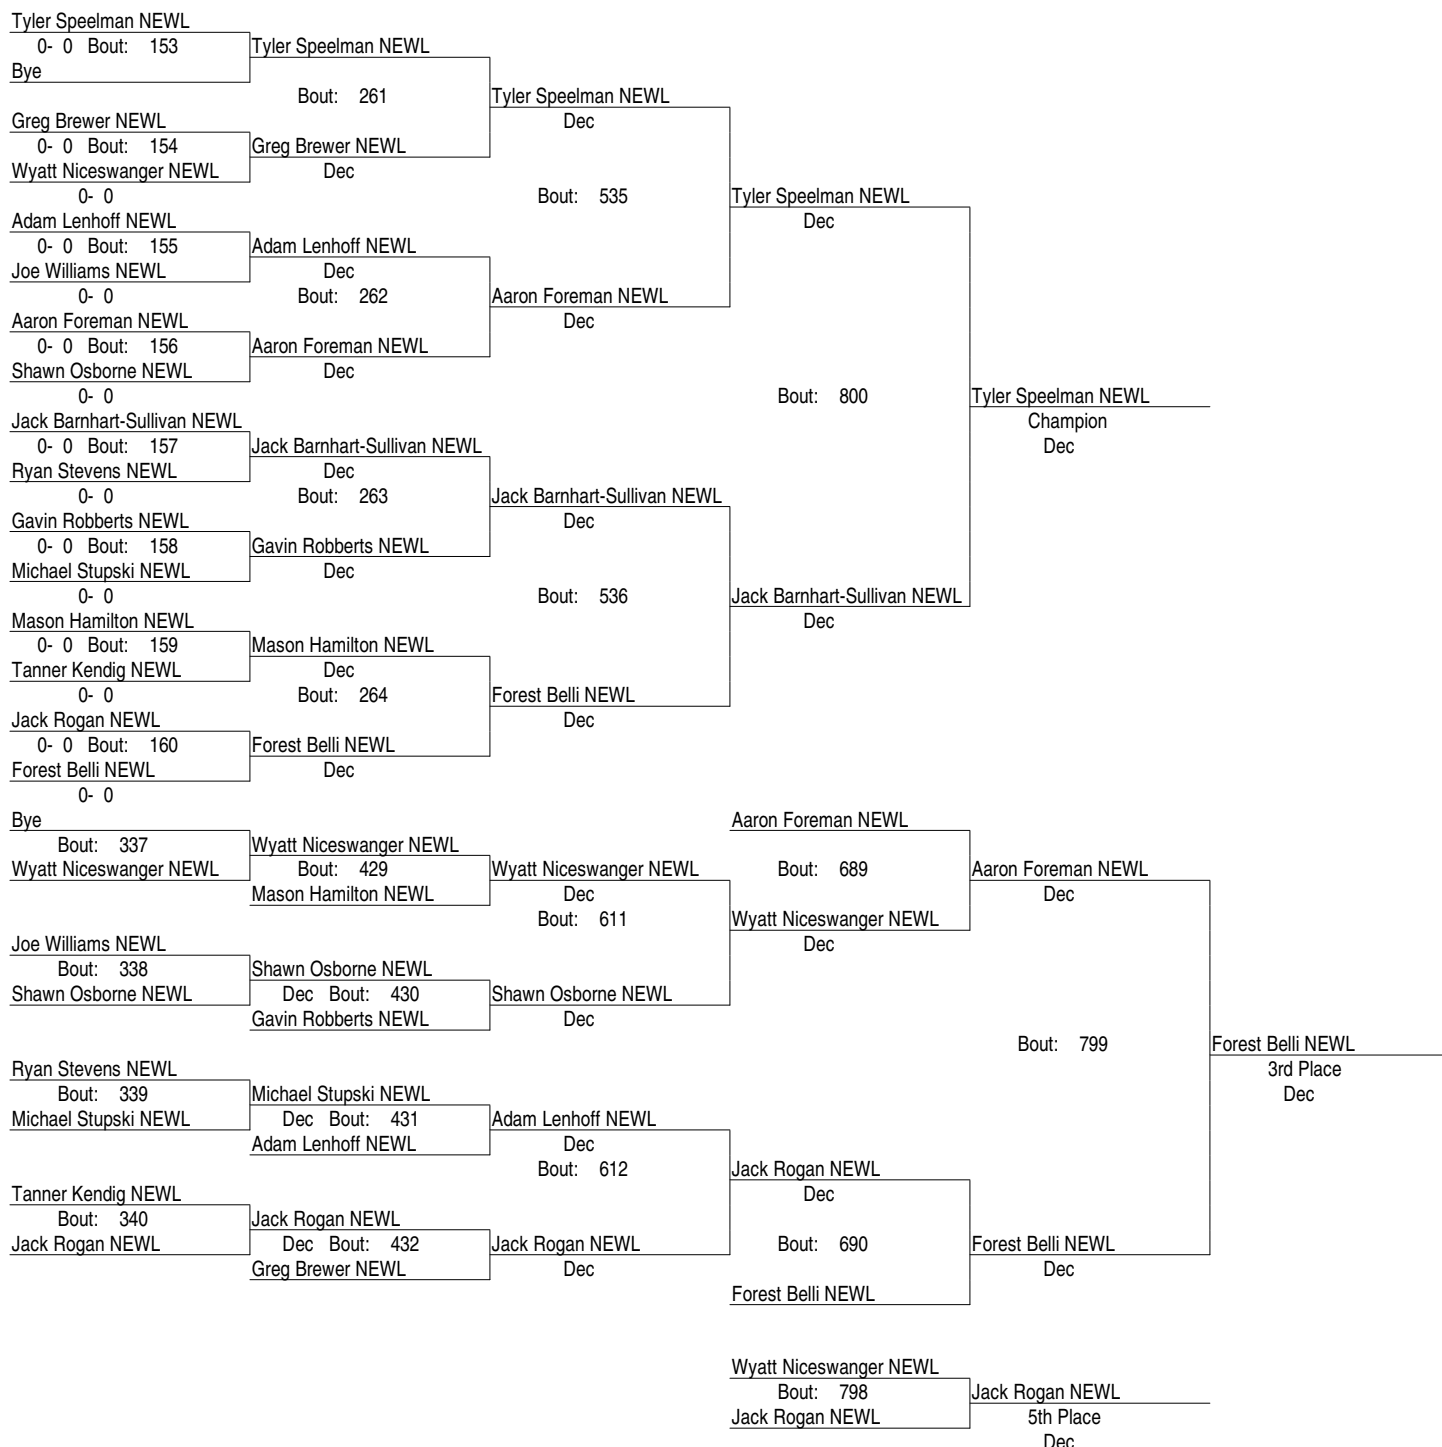 Tyler Speelman NEWL
0- 0 Bout: 153 Tyler Speelman NEWL
Bye
Bout: 261 Tyler Speelman NEWL
Greg Brewer NEWL Dec
0- 0 Bout: 154 Greg Brewer NEWL
Wyatt Niceswanger NEWL Dec
0- 0 Bout: 535 Tyler Speelman NEWL
Adam Lenhoff NEWL Dec
0- 0 Bout: 155 Adam Lenhoff NEWL
Joe Williams NEWL Dec
0- 0 Bout: 262 Aaron Foreman NEWL
Aaron Foreman NEWL Dec
0- 0 Bout: 156 Aaron Foreman NEWL
Shawn Osborne NEWL Dec
0- 0 Bout: 800 Tyler Speelman NEWL
Jack Barnhart-Sullivan NEWL Champion
0- 0 Bout: 157 Jack Barnhart-Sullivan NEWL Dec
Ryan Stevens NEWL Dec
0- 0 Bout: 263 Jack Barnhart-Sullivan NEWL
Gavin Robberts NEWL Dec
0- 0 Bout: 158 Gavin Robberts NEWL
Michael Stupski NEWL Dec
0- 0 Bout: 536 Jack Barnhart-Sullivan NEWL
Mason Hamilton NEWL Dec
0- 0 Bout: 159 Mason Hamilton NEWL
Tanner Kendig NEWL Dec
0- 0 Bout: 264 Forest Belli NEWL
Jack Rogan NEWL Dec
0- 0 Bout: 160 Forest Belli NEWL
Forest Belli NEWL Dec
0- 0
Bye Aaron Foreman NEWL
Bout: 337 Wyatt Niceswanger NEWL
Wyatt Niceswanger NEWL Bout: 429 Wyatt Niceswanger NEWL Bout: 689 Aaron Foreman NEWL
Mason Hamilton NEWL Dec Dec
Bout: 611 Wyatt Niceswanger NEWL
Joe Williams NEWL Dec
Bout: 338 Shawn Osborne NEWL
Shawn Osborne NEWL Dec Bout: 430 Shawn Osborne NEWL
Gavin Robberts NEWL Dec
Bout: 799 Forest Belli NEWL
Ryan Stevens NEWL 3rd Place
Bout: 339 Michael Stupski NEWL Dec
Michael Stupski NEWL Dec Bout: 431 Adam Lenhoff NEWL
Adam Lenhoff NEWL Dec
Bout: 612 Jack Rogan NEWL
Tanner Kendig NEWL Dec
Bout: 340 Jack Rogan NEWL
Jack Rogan NEWL Dec Bout: 432 Jack Rogan NEWL Bout: 690 Forest Belli NEWL
Greg Brewer NEWL Dec Dec
Forest Belli NEWL
Wyatt Niceswanger NEWL
Bout: 798 Jack Rogan NEWL
Jack Rogan NEWL 5th Place
Dec